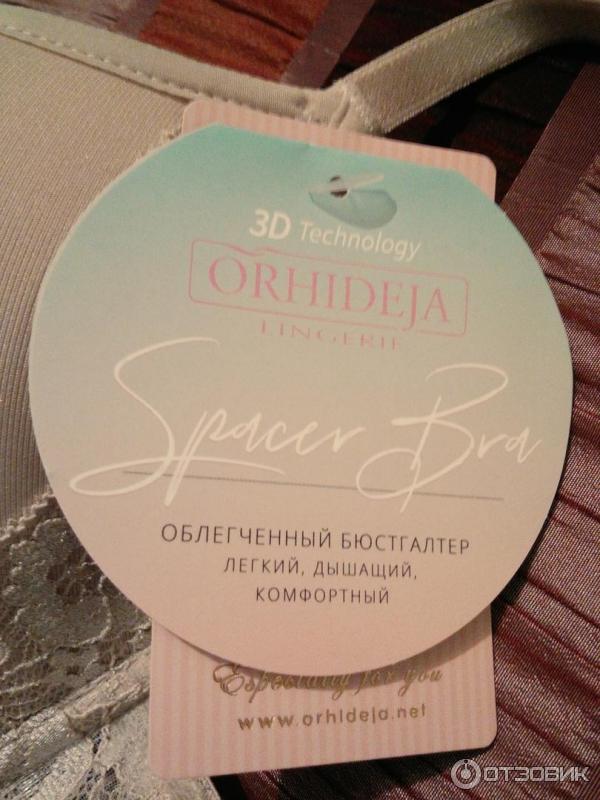 3D Technology
ORHIDEJA
LINGERIE
Spacer Bra
ОБЛЕГЧЕННЫЙ БЮСТГАЛТЕР
ЛЕГКИЙ, ДЫШАЩИЙ,
КОМФОРТНЫЙ
Especially for you
www.orhideja.net
ОТЗОВИК